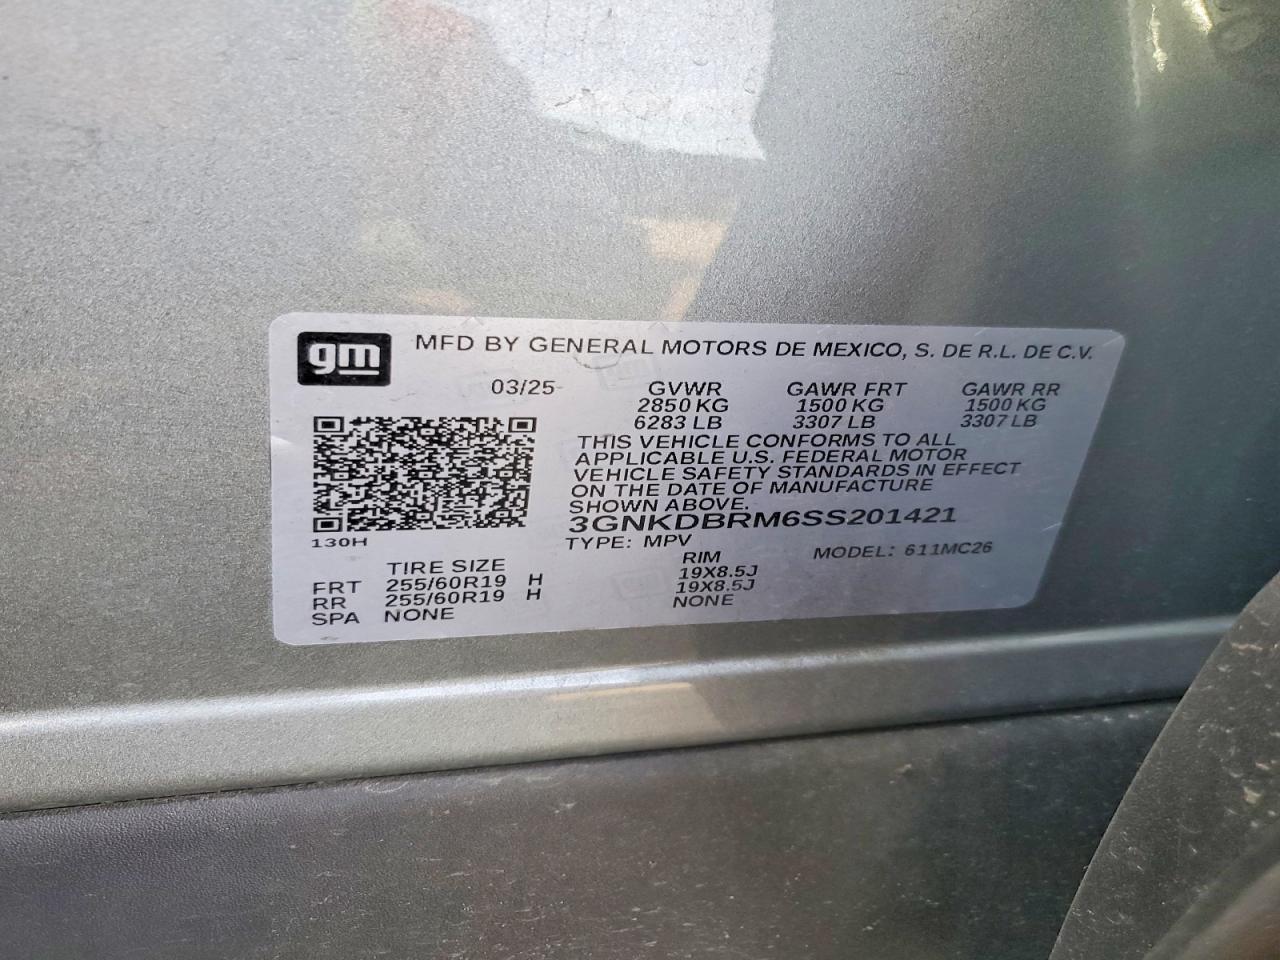 gm
MFD BY GENERAL MOTORS DE MEXICO, S. DE R.L. DE C.V.
03/25 GVWR GAWR FRT GAWR RR
2850 KG 1500 KG 1500 KG
6283 LB 3307 LB 3307 LB
THIS VEHICLE CONFORMS TO ALL
APPLICABLE U.S. FEDERAL MOTOR
VEHICLE SAFETY STANDARDS IN EFFECT
ON THE DATE OF MANUFACTURE
SHOWN ABOVE.
3GNKDBRM6SS201421
130H
TYPE: MPV MODEL: 611MC26
TIRE SIZE RIM
FRT 255/60R19 H 19X8.5J
RR 255/60R19 H 19X8.5J
SPA NONE NONE